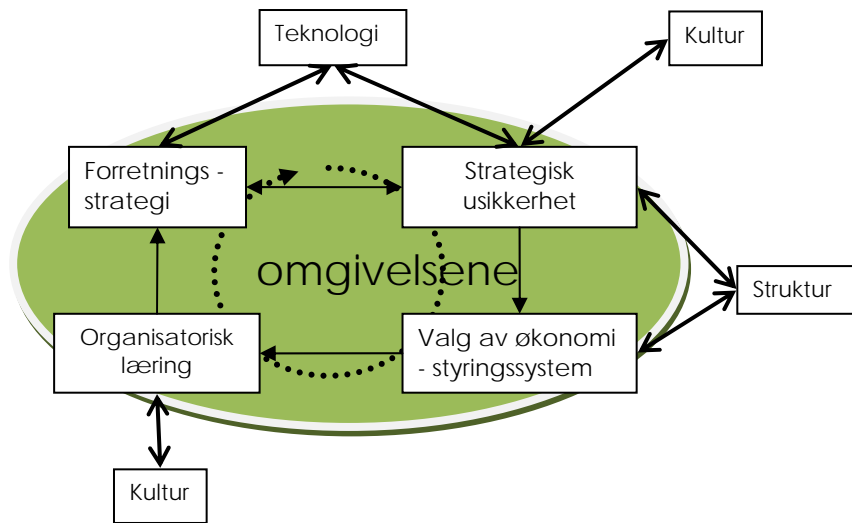 Teknologi
Kultur
Forretnings -
strategi
Strategisk
usikkerhet
omgivelsene
Struktur
Organisatorisk
læring
Valg av økonomi
- styringssystem
Kultur